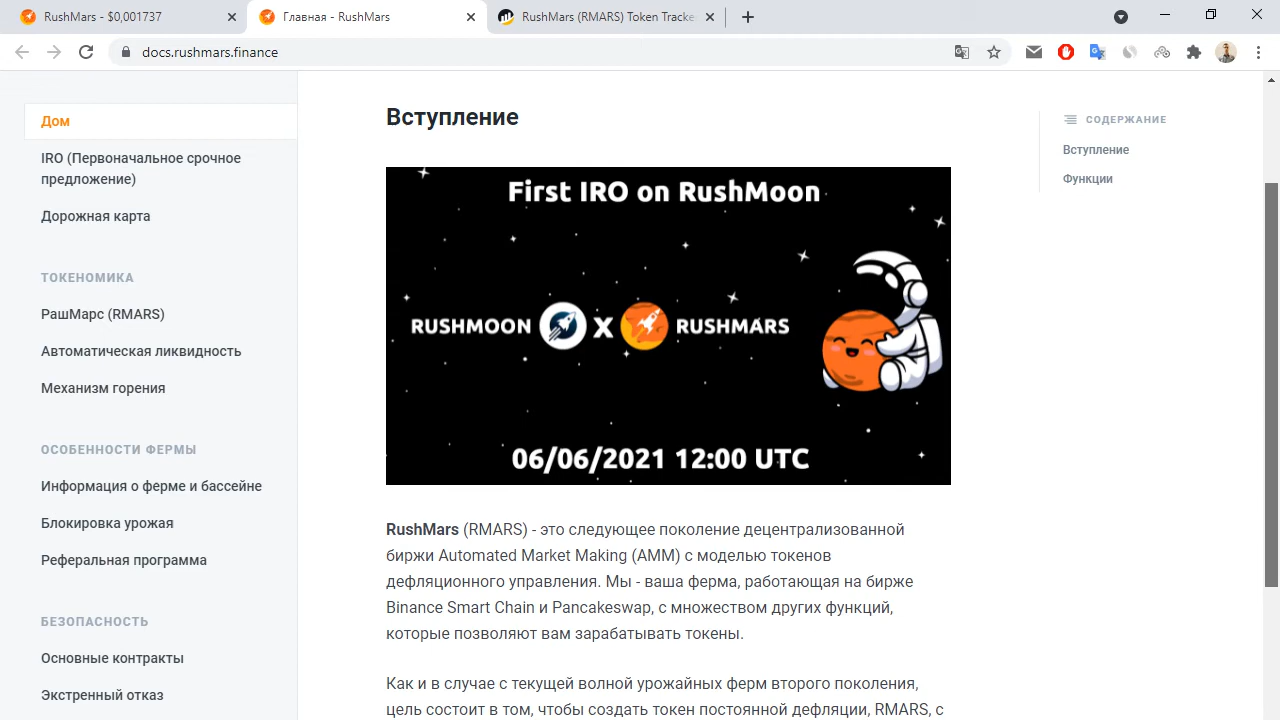 RushMars - $0,001737
Главная - RushMars
RushMars (RMARS) Token Tracke
docs.rushmars.finance
Дом
IRO (Первоначальное срочное
предложение)
Дорожная карта
ТОКЕНОМИКА
РашМарс (RMARS)
Автоматическая ликвидность
Механизм горения
ОСОБЕННОСТИ ФЕРМЫ
Информация о ферме и бассейне
Блокировка урожая
Реферальная программа
БЕЗОПАСНОСТЬ
Основные контракты
Экстренный отказ
Вступление
First IRO on RushMoon
RUSHMOON X RUSHMARS
06/06/2021 12:00 UTC
RushMars (RMARS) - это следующее поколение децентрализованной
биржи Automated Market Making (AMM) с моделью токенов
дефляционного управления. Мы - ваша ферма, работающая на бирже
Binance Smart Chain и Pancakeswap, с множеством других функций,
которые позволяют вам зарабатывать токены.
Как и в случае с текущей волной урожайных ферм второго поколения,
цель состоит в том, чтобы создать токен постоянной дефляции, RMARS, с
СОДЕРЖАНИЕ
Вступление
Функции